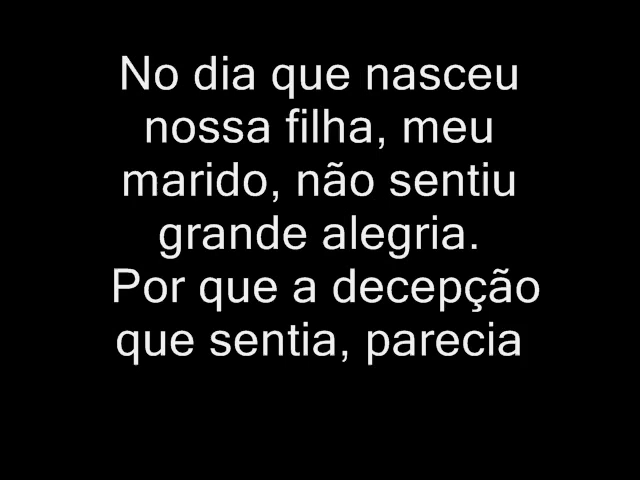 No dia que nasceu
nossa filha, meu
marido, não sentiu
grande alegria.
Por que a decepção
que sentia, parecia